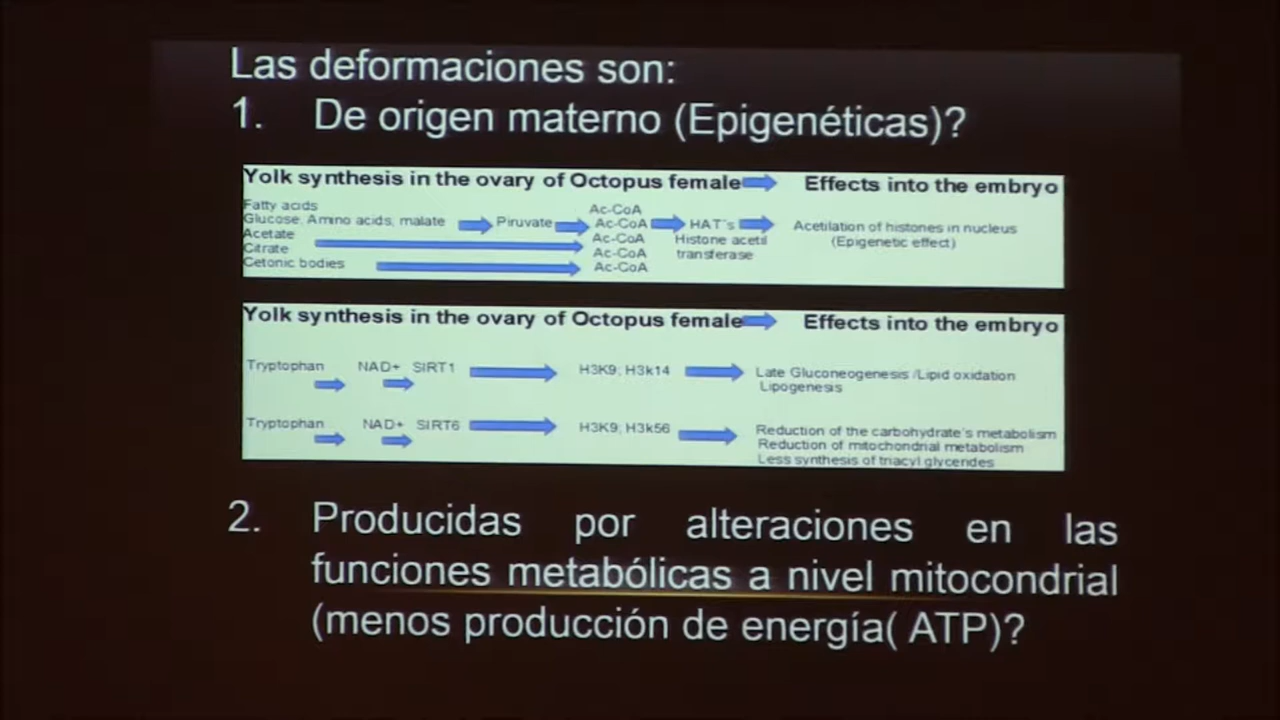 Las deformaciones son:
1. De origen materno (Epigenéticas)?
Yolk synthesis in the ovary of Octopus female Effects into the embryo
Fatty acids Ac-CoA
Glucose, Amino acids, malate Piruvate Ac-CoA HAT's Acetilation of histones in nucleus
Acetate Ac-CoA Histone acetil (Epigenetic effect)
Citrate Ac-CoA transferase
Cetonic bodies Ac-CoA
Yolk synthesis in the ovary of Octopus female Effects into the embryo
Tryptophan NAD+ SIRT1 H3K9, H3k14 Late Gluconeogenesis /Lipid oxidation
Lipogenesis
Tryptophan NAD+ SIRT6 H3K9, H3k56 Reduction of the carbohydrate's metabolism
Reduction of mitochondrial metabolism
Less synthesis of triacyl glycerides
2. Producidas por alteraciones en las
funciones metabólicas a nivel mitocondrial
(menos producción de energía( ATP)?